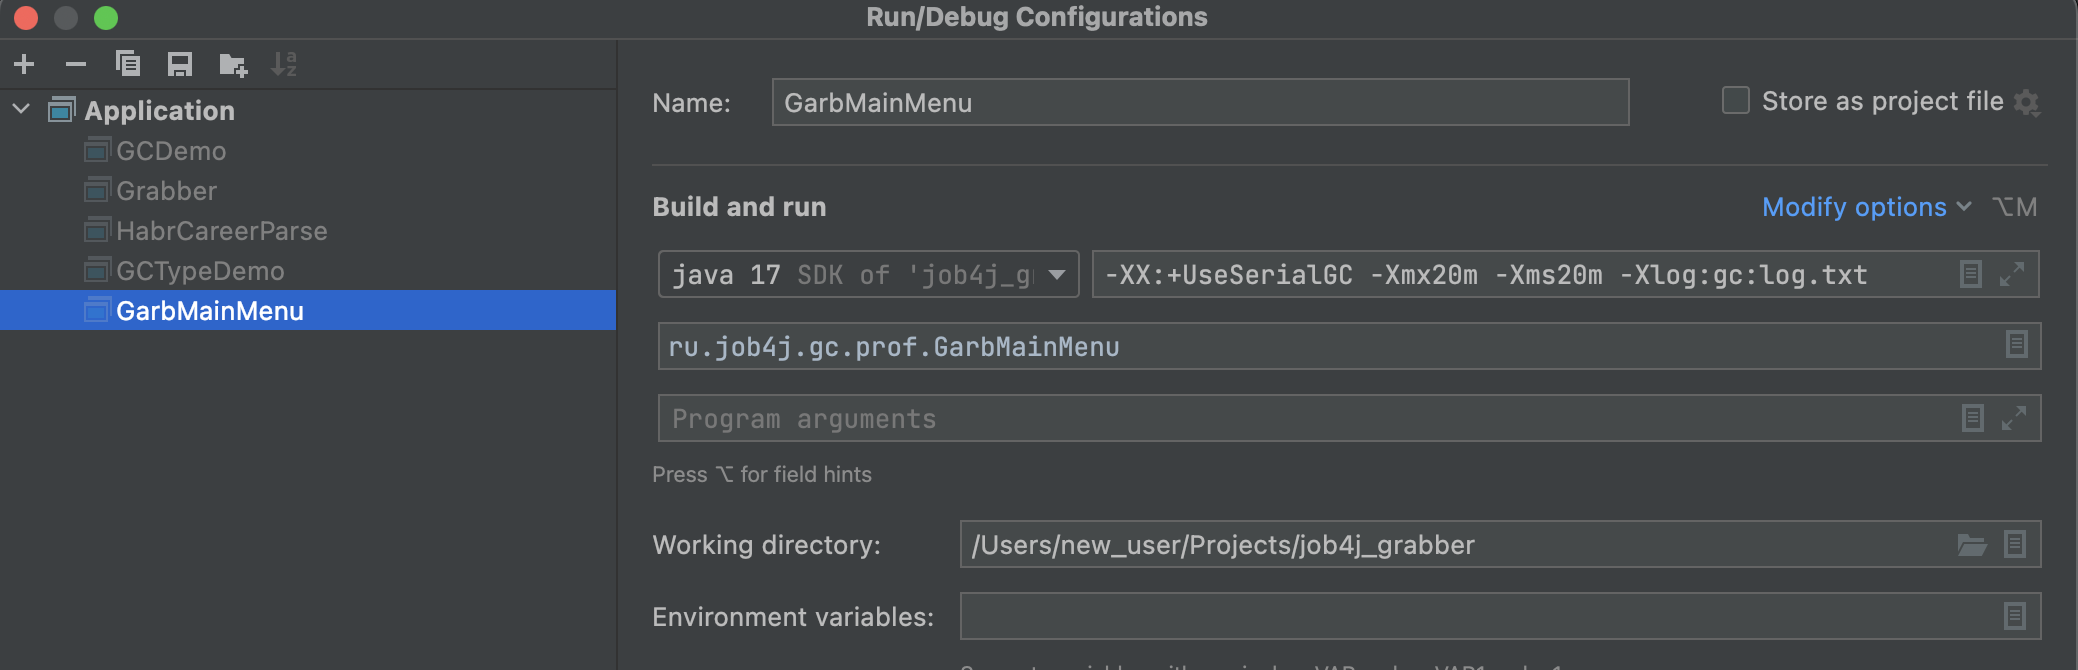 Run/Debug Configurations
Application
GCDemo
Grabber
HabrCareerParse
GCTypeDemo
GarbMainMenu
Name: GarbMainMenu
Store as project file
Build and run
Modify options ⌥M
java 17 SDK of 'job4j_g
-XX:+UseSerialGC -Xmx20m -Xms20m -Xlog:gc:log.txt
ru.job4j.gc.prof.GarbMainMenu
Program arguments
Press ⌥ for field hints
Working directory: /Users/new_user/Projects/job4j_grabber
Environment variables: